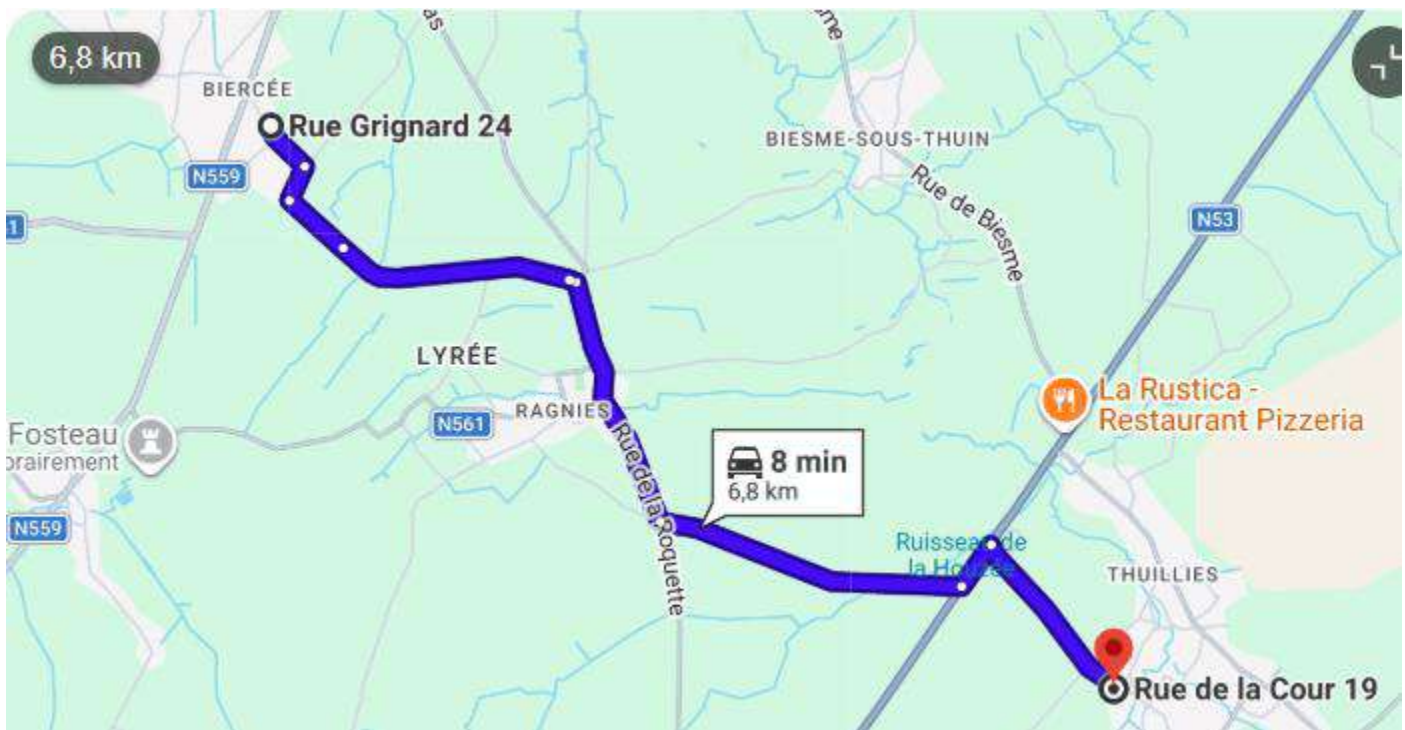 6,8 km
BIERCÉE
Rue Grignard 24
BIESME-SOUS-THUIN
N559
Rue de Biesme
N53
1
LYRÉE
La Rustica -
Restaurant Pizzeria
RAGNIES
N561
Fosteau
Rue de la Roquette
8 min
6,8 km
N559
Ruisseau de
la Houzée
THUILLIES
Rue de la Cour 19